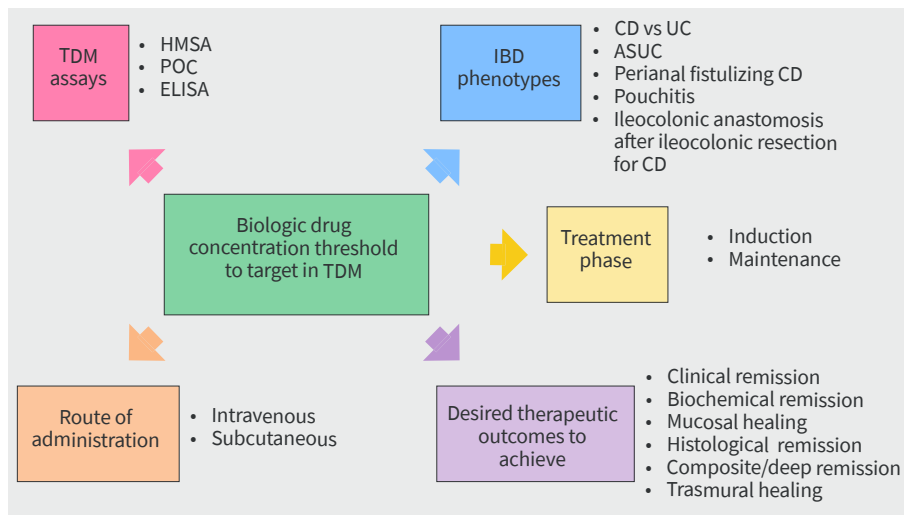 TDM
assays
• HMSA
• POC
• ELISA
IBD
phenotypes
• CD vs UC
• ASUC
• Perianal fistulizing CD
• Pouchitis
• Ileocolonic anastomosis
after ileocolonic resection
for CD
Biologic drug
concentration threshold
to target in TDM
Treatment
phase
• Induction
• Maintenance
Route of
administration
• Intravenous
• Subcutaneous
Desired therapeutic
outcomes to
achieve
• Clinical remission
• Biochemical remission
• Mucosal healing
• Histological remission
• Composite/deep remission
• Trasmural healing